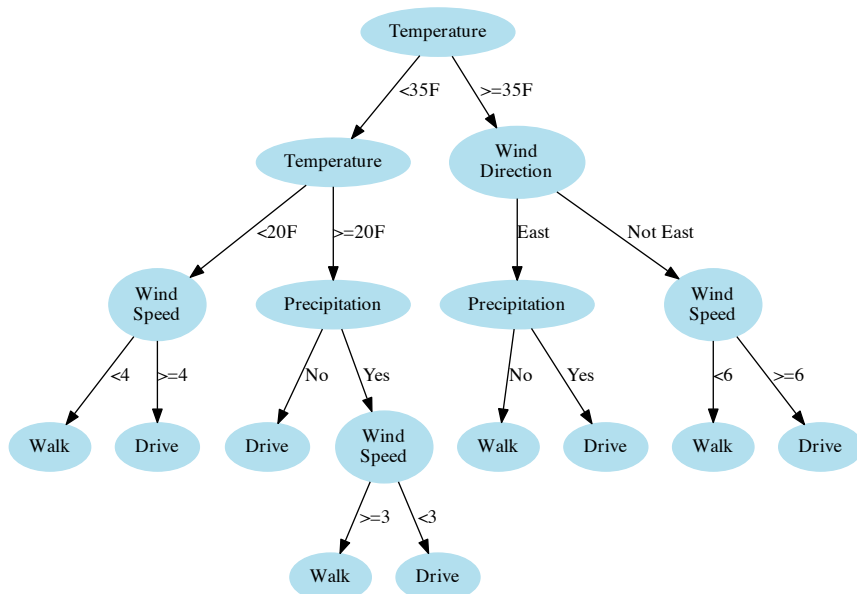 Temperature
<35F
>=35F
Temperature
Wind
Direction
<20F
>=20F
East
Not East
Wind
Speed
Precipitation
Precipitation
Wind
Speed
<4
>=4
No
Yes
No
Yes
<6
>=6
Walk
Drive
Drive
Wind
Speed
Walk
Drive
Walk
Drive
>=3
<3
Walk
Drive